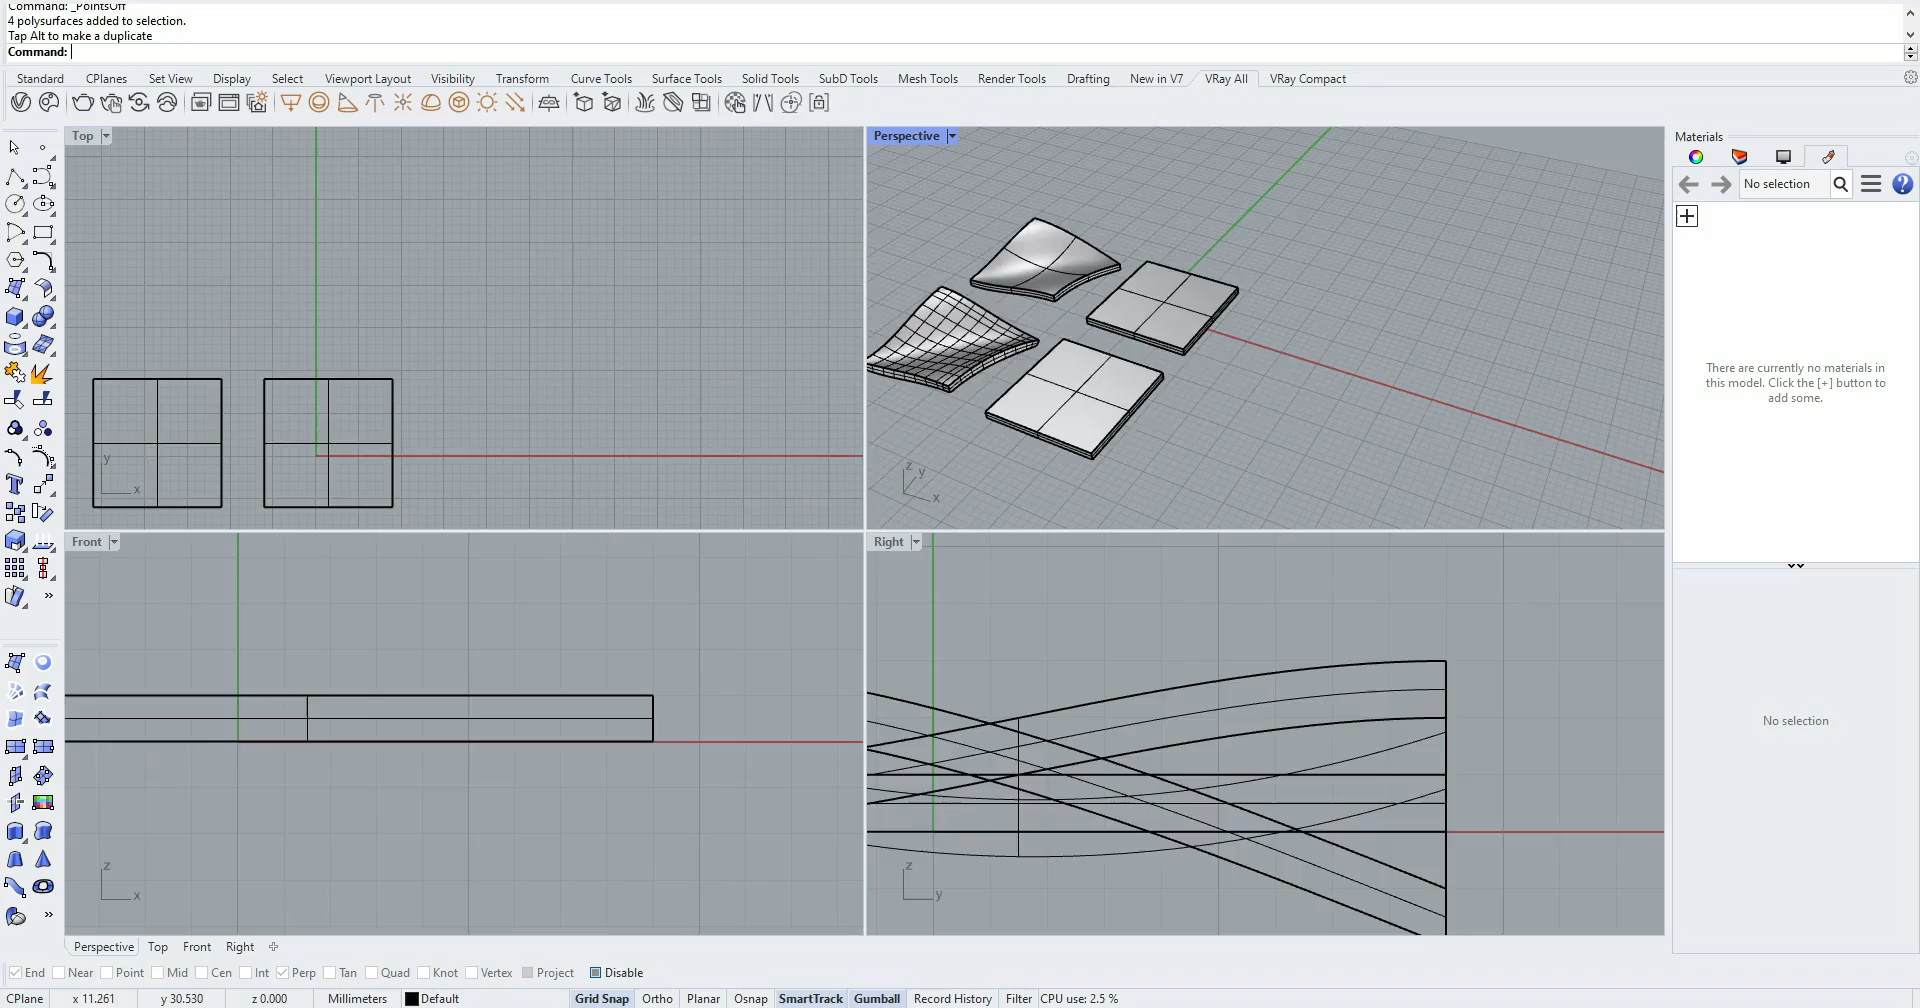 Command: _PointsOff
4 polysurfaces added to selection.
Tap Alt to make a duplicate
Command:
Standard CPlanes Set View Display Select Viewport Layout Visibility Transform Curve Tools Surface Tools Solid Tools SubD Tools Mesh Tools Render Tools Drafting New in V7 VRay All VRay Compact
Top
Perspective
Materials
No selection
There are currently no materials in
this model. Click the [+] button to
add some.
y
x
z
y
x
Front
Right
No selection
z
x
z
y
Perspective Top Front Right
End Near Point Mid Cen Int Perp Tan Quad Knot Vertex Project Disable
CPlane x 11.261 y 30.530 z 0.000 Millimeters Default Grid Snap Ortho Planar Osnap SmartTrack Gumball Record History Filter CPU use: 2.5 %